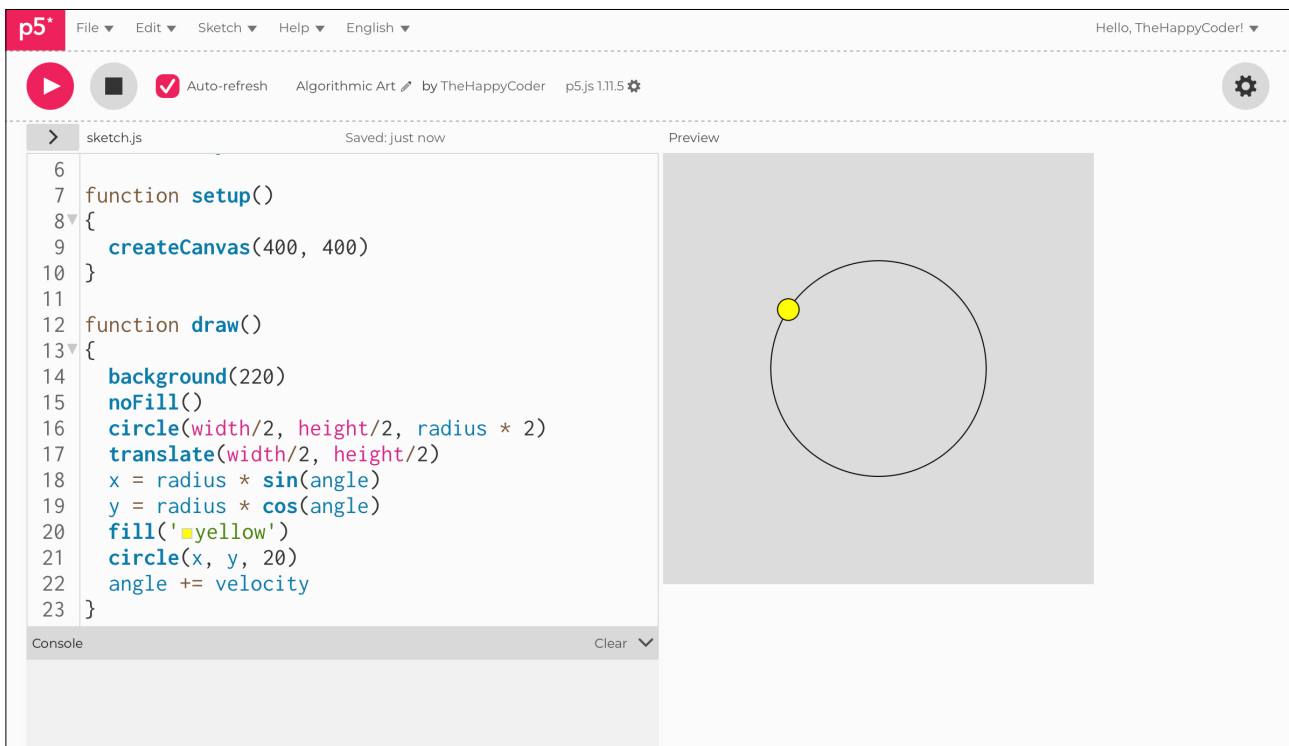 p5* File Edit Sketch Help English Hello, TheHappyCoder!
Auto-refresh Algorithmic Art by TheHappyCoder p5.js 1.11.5
sketch.js Saved: just now Preview
6
7 function setup()
8 {
9   createCanvas(400, 400)
10 }
11
12 function draw()
13 {
14   background(220)
15   noFill()
16   circle(width/2, height/2, radius * 2)
17   translate(width/2, height/2)
18   x = radius * sin(angle)
19   y = radius * cos(angle)
20   fill('yellow')
21   circle(x, y, 20)
22   angle += velocity
23 }
Console Clear